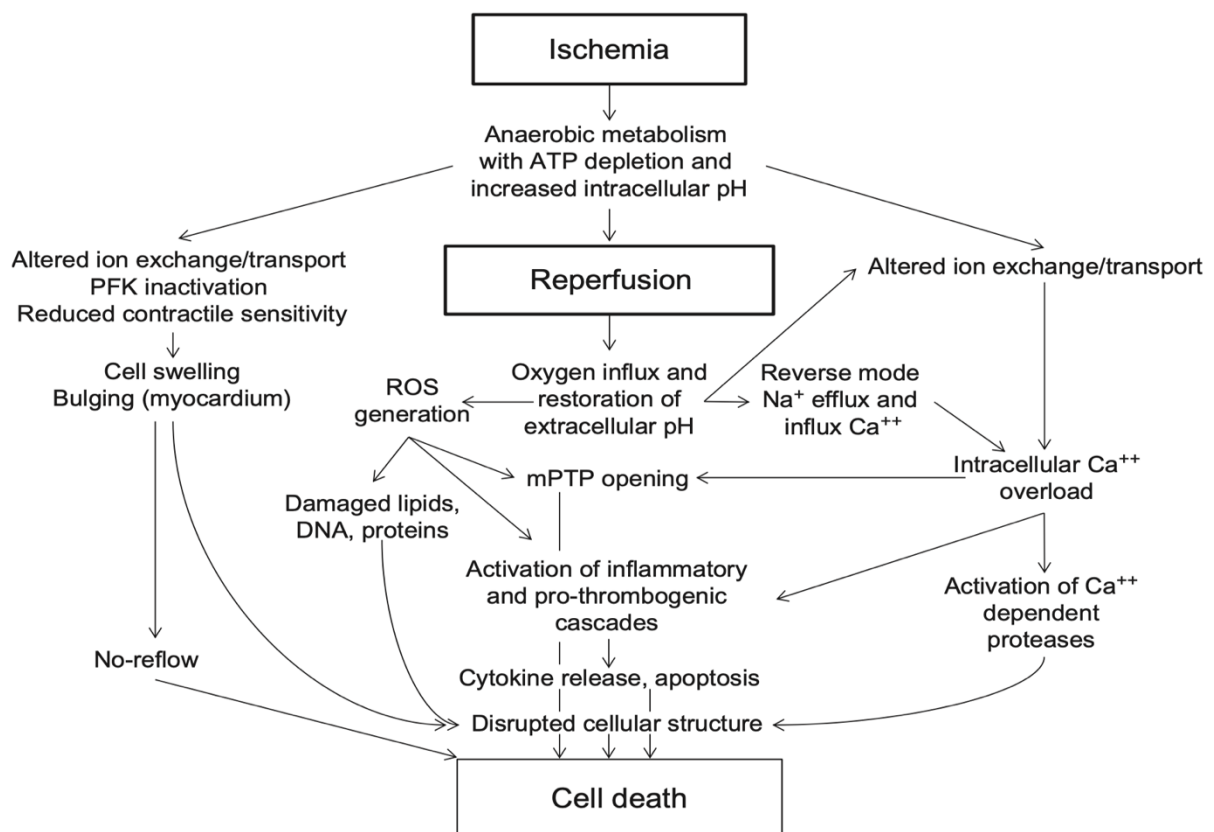 Ischemia
Anaerobic metabolism
with ATP depletion and
increased intracellular pH
Altered ion exchange/transport
PFK inactivation
Reduced contractile sensitivity
Reperfusion
Altered ion exchange/transport
Cell swelling
Bulging (myocardium)
ROS
generation
Oxygen influx and
restoration of
extracellular pH
Reverse mode
Na⁺ efflux and
influx Ca⁺⁺
mPTP opening
Intracellular Ca⁺⁺
overload
Damaged lipids,
DNA, proteins
Activation of inflammatory
and pro-thrombogenic
cascades
Activation of Ca⁺⁺
dependent
proteases
No-reflow
Cytokine release, apoptosis
Disrupted cellular structure
Cell death